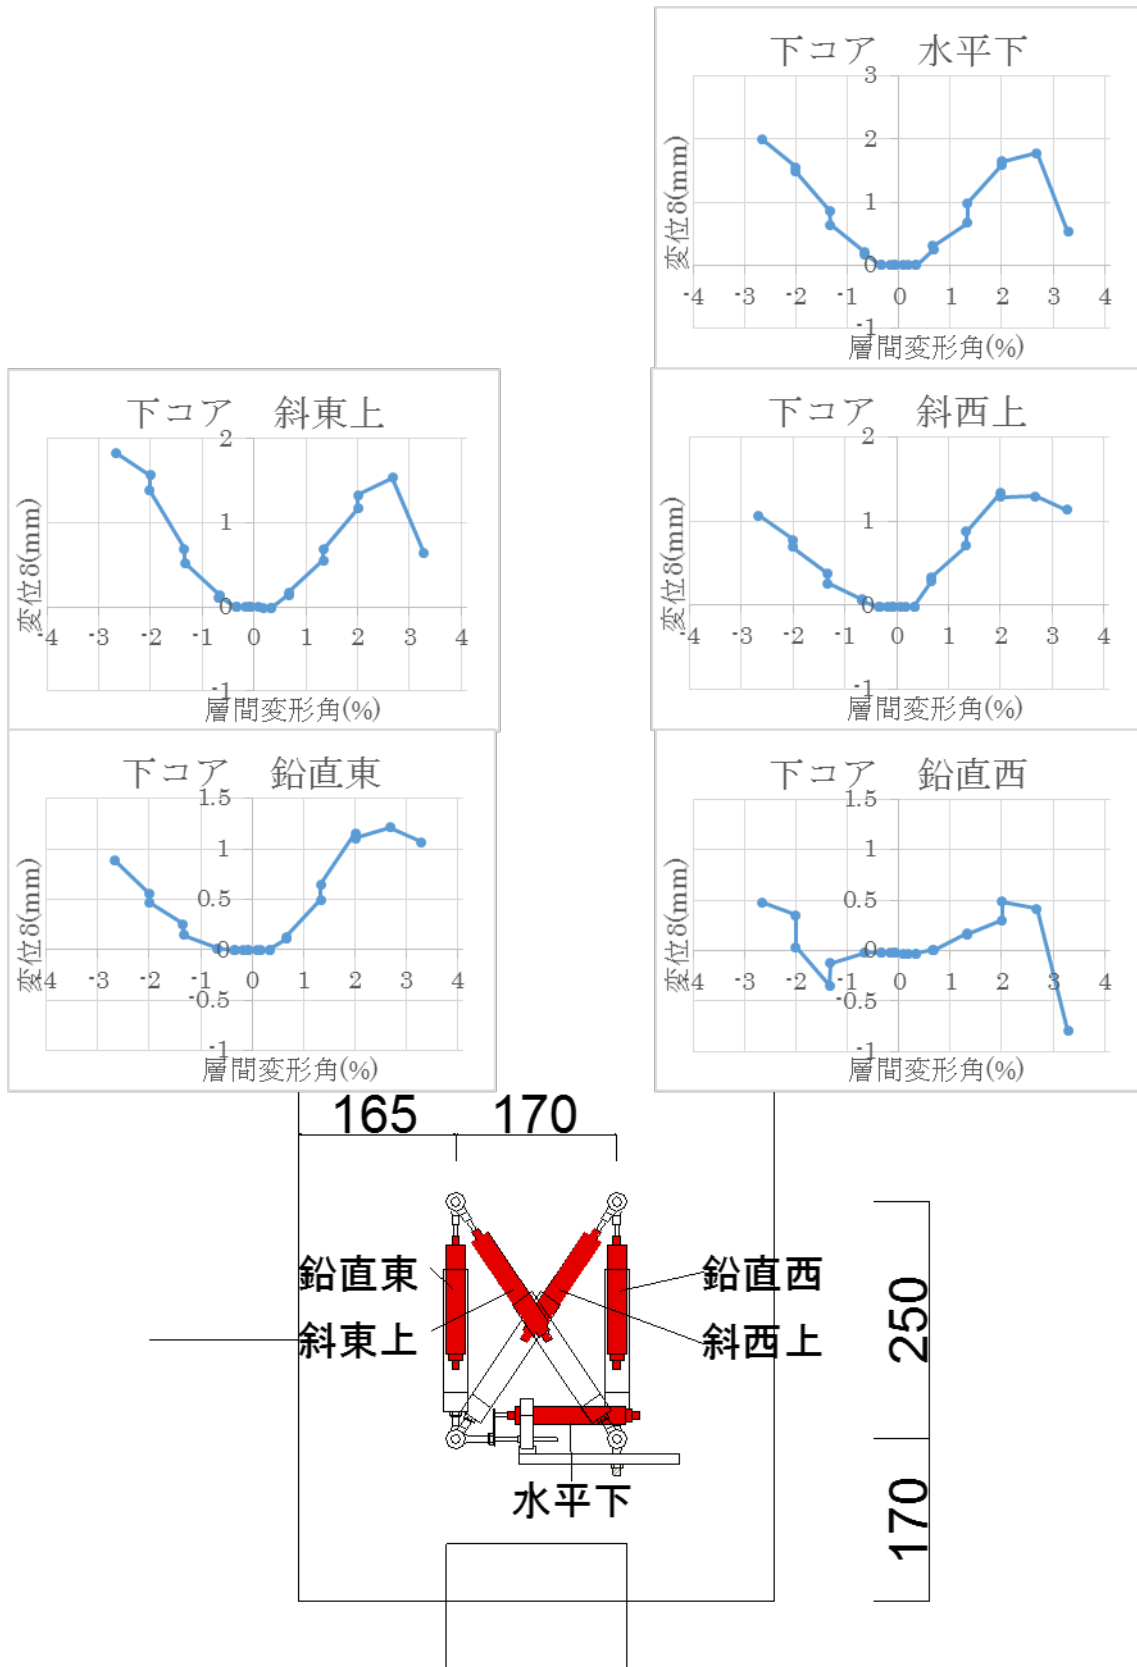 下コア　水平下
3
2
1
0
-1
-4 -3 -2 -1 0 1 2 3 4
変位δ(mm)
層間変形角(%)
下コア　斜東上
2
1
0
-1
-4 -3 -2 -1 0 1 2 3 4
変位δ(mm)
層間変形角(%)
下コア　斜西上
2
1
0
-1
-4 -3 -2 -1 0 1 2 3 4
変位δ(mm)
層間変形角(%)
下コア　鉛直東
1.5
1
0.5
0
-0.5
-1
-4 -3 -2 -1 0 1 2 3 4
変位δ(mm)
層間変形角(%)
下コア　鉛直西
1.5
1
0.5
0
-0.5
-1
-4 -3 -2 -1 0 1 2 3 4
変位δ(mm)
層間変形角(%)
165 170
鉛直東
鉛直西
斜東上
斜西上
250
水平下
170